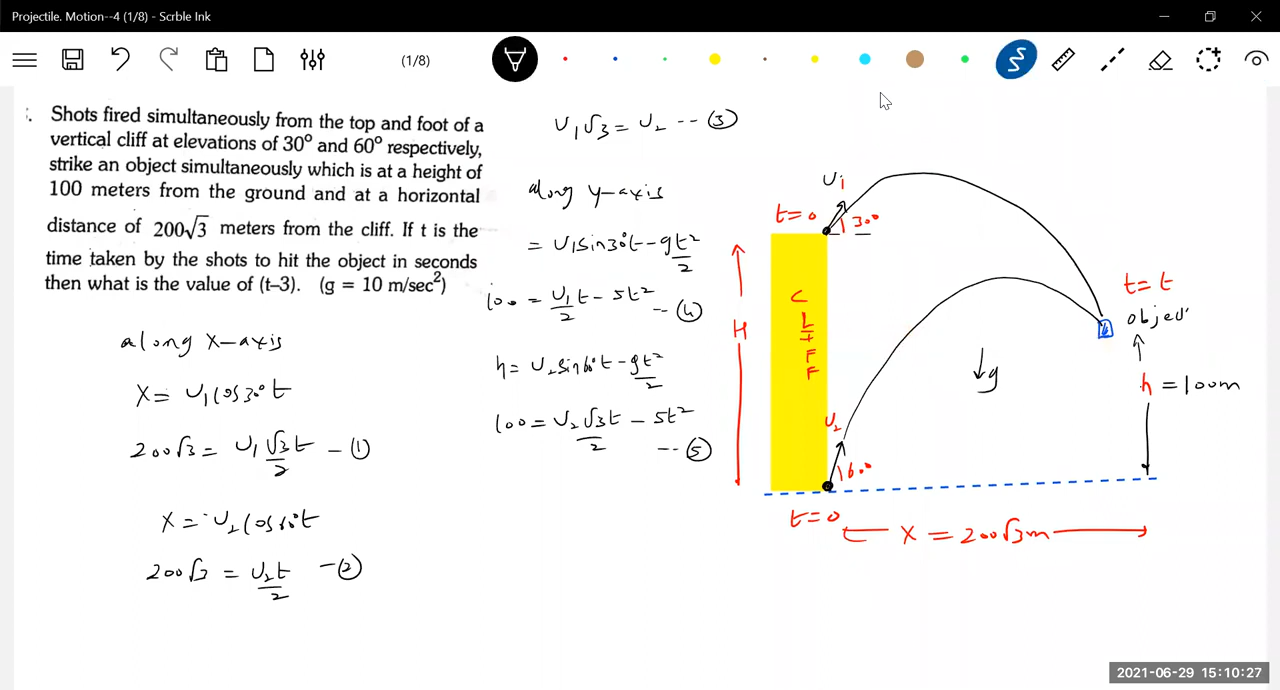 Projectile. Motion--4 (1/8) - Scrble Ink
(1/8)
Shots fired simultaneously from the top and foot of a
vertical cliff at elevations of 30° and 60° respectively,
strike an object simultaneously which is at a height of
100 meters from the ground and at a horizontal
distance of 200√3 meters from the cliff. If t is the
time taken by the shots to hit the object in seconds
then what is the value of (t–3). (g = 10 m/sec²)
along x-axis
X = U₁ cos30° t
200√3 = U₁ √3t/2 - ①
X = U₂ cos60° t
200√3 = U₂t/2 - ②
U₁√3 = U₂ -- ③
along y-axis
= U₁sin30°t - gt²/2
100 = U₁/2 t - 5t² -- ④
h = U₂sin60°t - gt²/2
100 = U₂√3t/2 - 5t² -- ⑤
U₁
t=0
30°
H
C
L
I
F
F
t=t
object
↓g
h = 100m
U₂
60°
t=0
X = 200√3m
2021-06-29 15:10:27